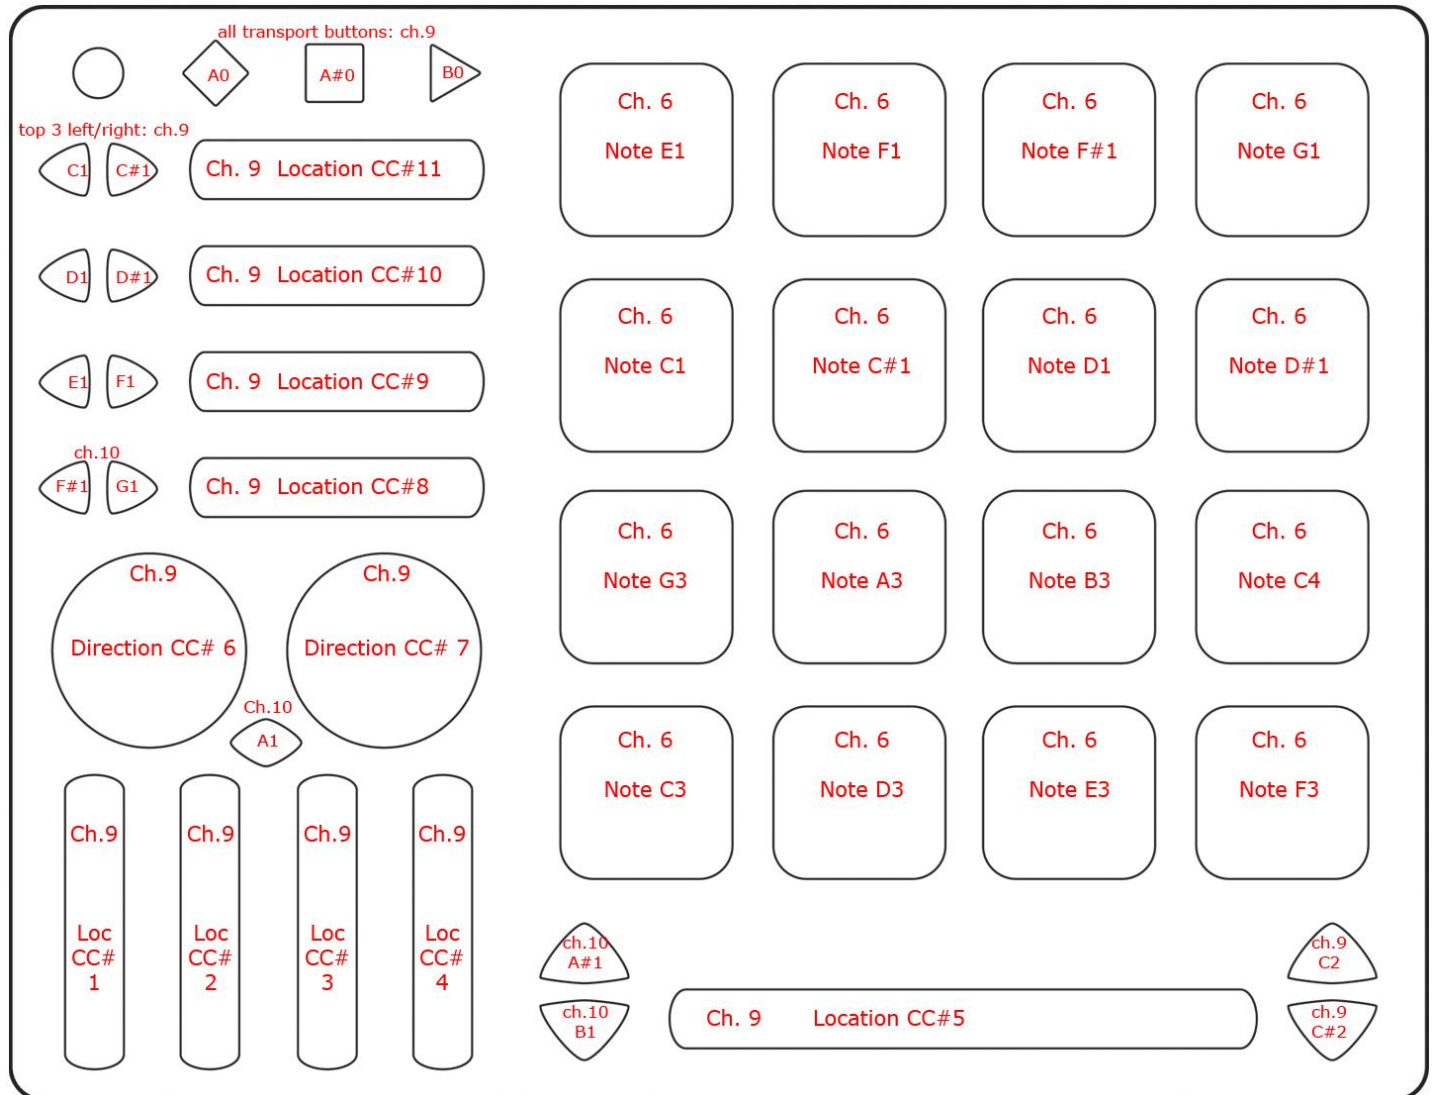 all transport buttons: ch.9
A0
A#0
B0
top 3 left/right: ch.9
C1
C#1
Ch. 9 Location CC#11
D1
D#1
Ch. 9 Location CC#10
E1
F1
Ch. 9 Location CC#9
ch.10
F#1
G1
Ch. 9 Location CC#8
Ch.9
Direction CC# 6
Ch.9
Direction CC# 7
Ch.10
A1
Ch.9
Loc
CC#
1
Ch.9
Loc
CC#
2
Ch.9
Loc
CC#
3
Ch.9
Loc
CC#
4
Ch. 6
Note E1
Ch. 6
Note F1
Ch. 6
Note F#1
Ch. 6
Note G1
Ch. 6
Note C1
Ch. 6
Note C#1
Ch. 6
Note D1
Ch. 6
Note D#1
Ch. 6
Note G3
Ch. 6
Note A3
Ch. 6
Note B3
Ch. 6
Note C4
Ch. 6
Note C3
Ch. 6
Note D3
Ch. 6
Note E3
Ch. 6
Note F3
ch.10
A#1
ch.10
B1
Ch. 9 Location CC#5
ch.9
C2
ch.9
C#2